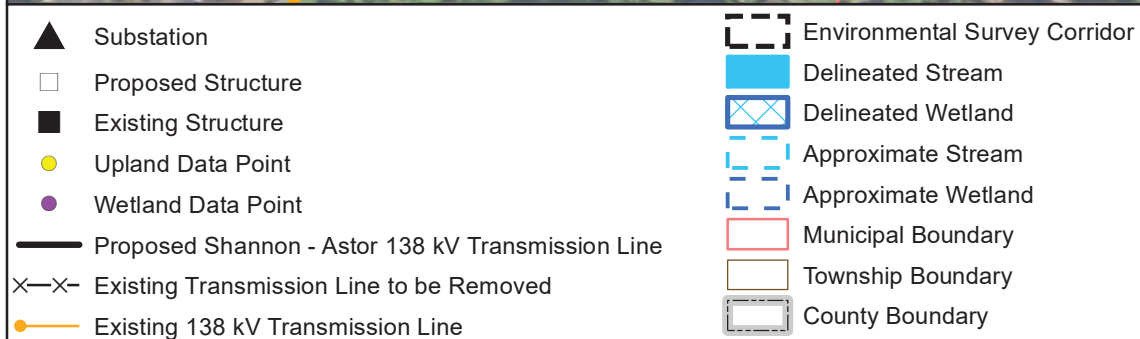 Substation
Proposed Structure
Existing Structure
Upland Data Point
Wetland Data Point
Proposed Shannon - Astor 138 kV Transmission Line
Existing Transmission Line to be Removed
Existing 138 kV Transmission Line
Environmental Survey Corridor
Delineated Stream
Delineated Wetland
Approximate Stream
Approximate Wetland
Municipal Boundary
Township Boundary
County Boundary